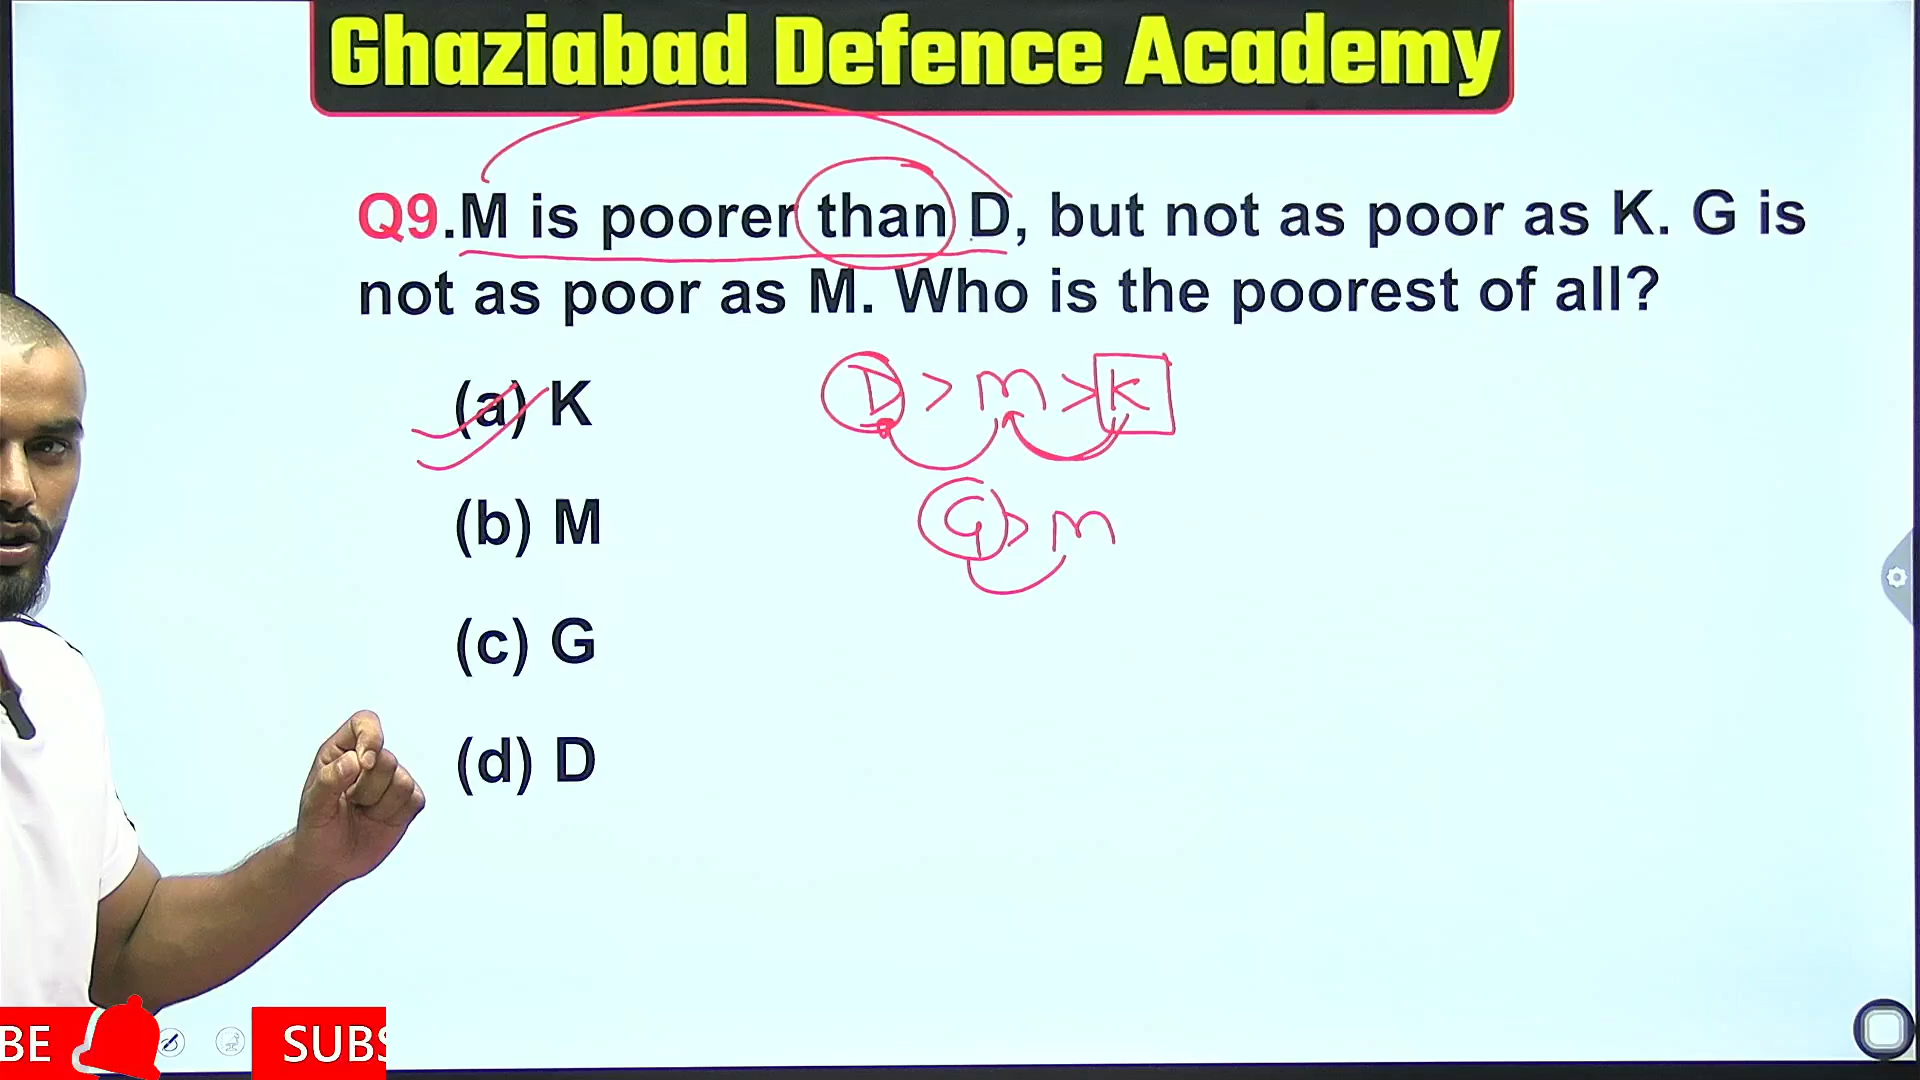 Ghaziabad Defence Academy
Q9.M is poorer than D, but not as poor as K. G is
not as poor as M. Who is the poorest of all?
(a) K
D > m > K
(b) M
G > m
(c) G
(d) D
BE
SUBS